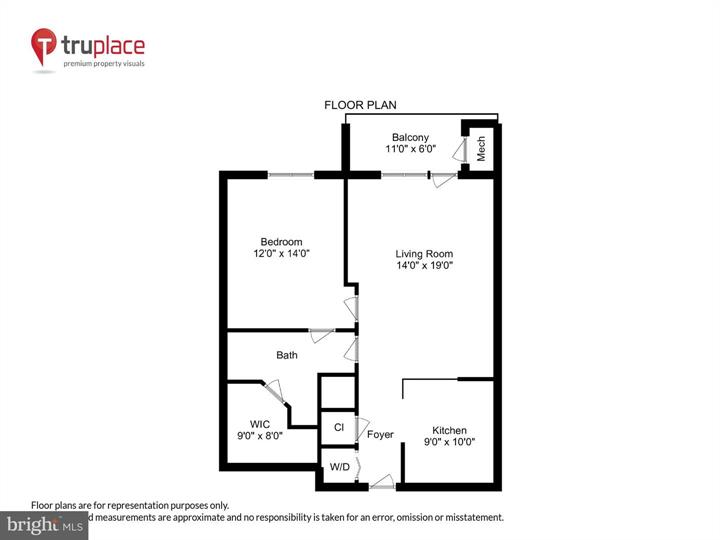 truplace
premium property visuals
FLOOR PLAN
Balcony
11'0" x 6'0"
Mech
Bedroom
12'0" x 14'0"
Living Room
14'0" x 19'0"
Bath
WIC
9'0" x 8'0"
Cl
Foyer
Kitchen
9'0" x 10'0"
W/D
Floor plans are for representation purposes only.
measurements are approximate and no responsibility is taken for an error, omission or misstatement.
bright MLS